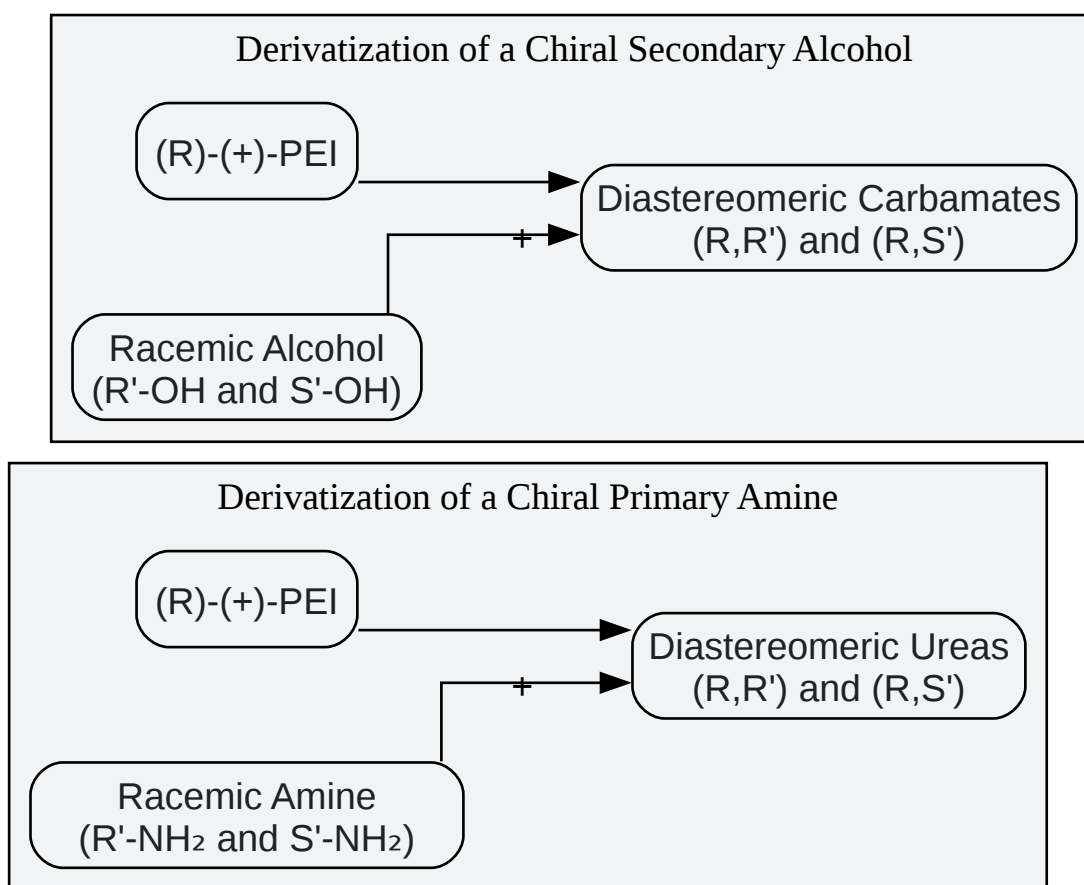 Derivatization of a Chiral Secondary Alcohol
(R)-(+)-PEI
Diastereomeric Carbamates
(R,R') and (R,S')
+
Racemic Alcohol
(R'-OH and S'-OH)
Derivatization of a Chiral Primary Amine
(R)-(+)-PEI
Diastereomeric Ureas
(R,R') and (R,S')
+
Racemic Amine
(R'-NH₂ and S'-NH₂)